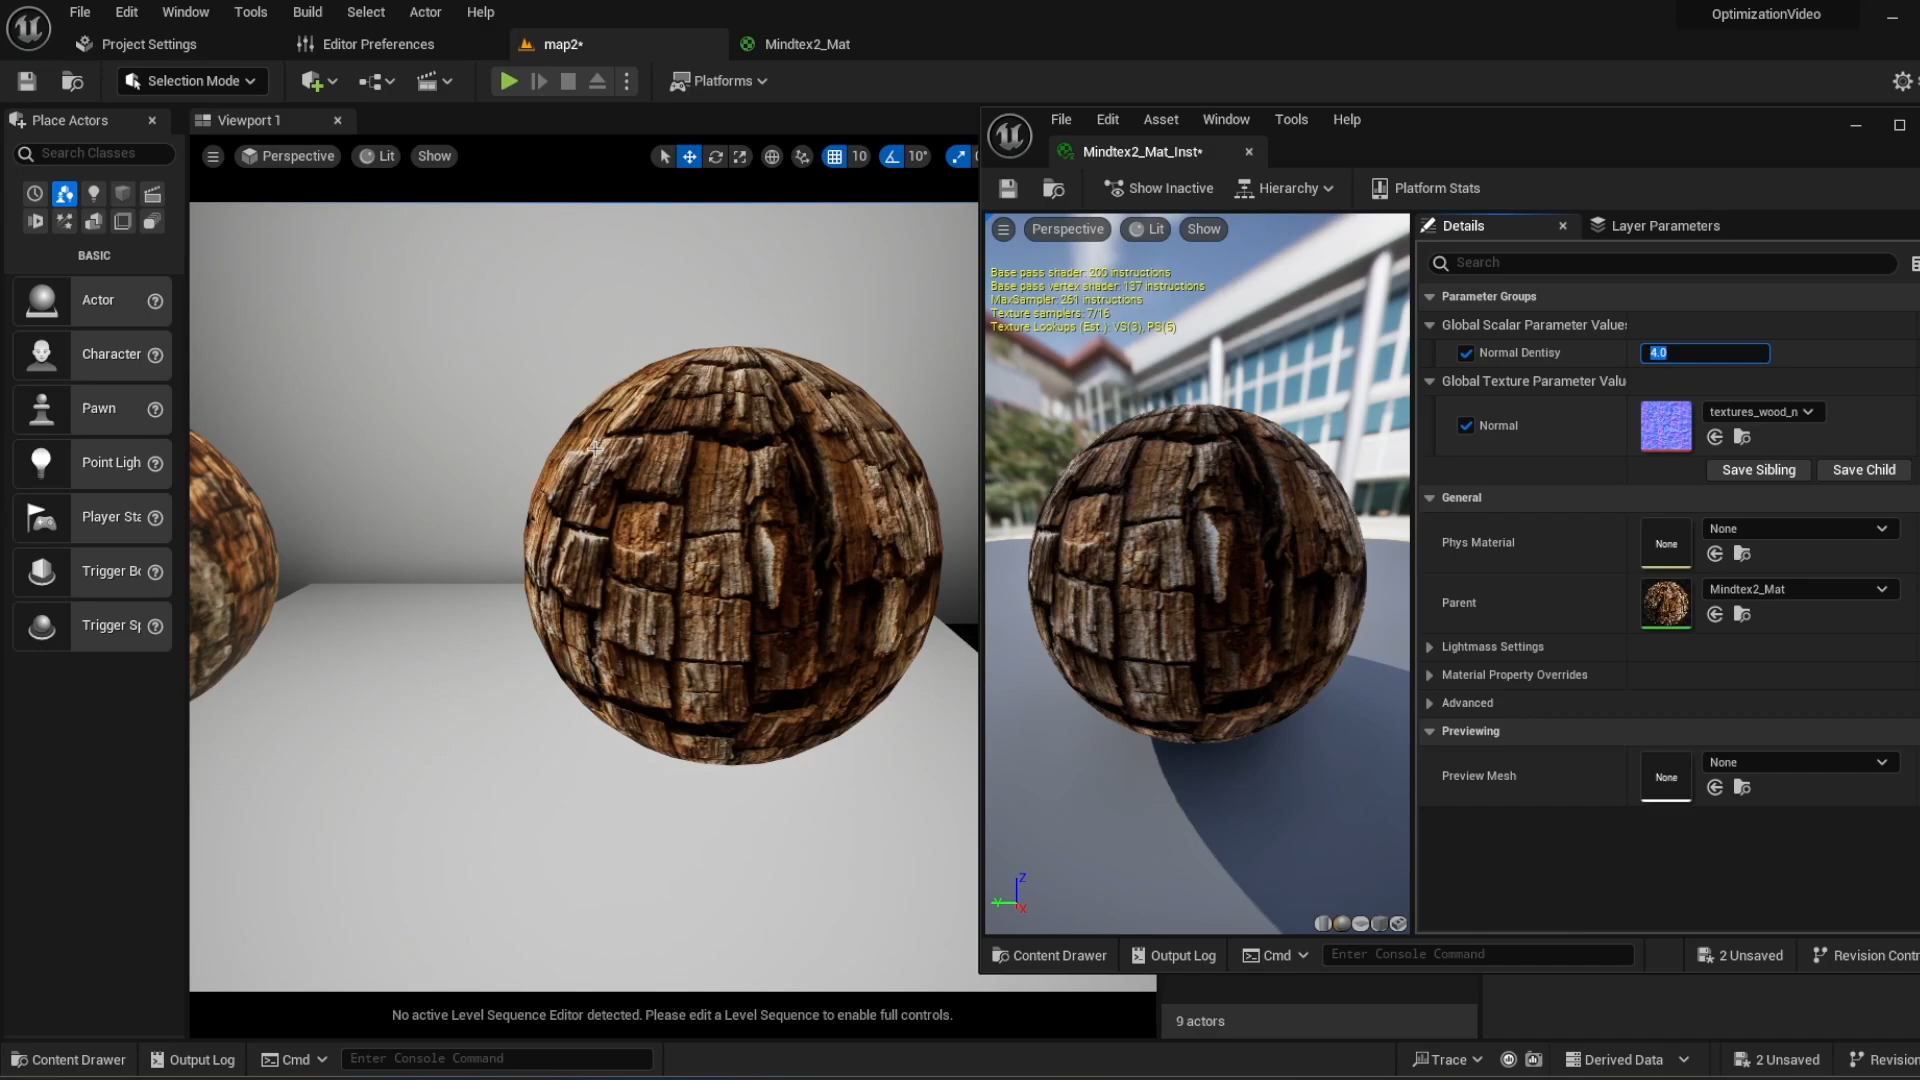 File Edit Window Tools Build Select Actor Help
OptimizationVideo
Project Settings
Editor Preferences
map2*
Mindtex2_Mat
Selection Mode
Platforms
Place Actors
Search Classes
BASIC
Actor
Character
Pawn
Point Ligh
Player Sta
Trigger Bo
Trigger Sp
Viewport 1
Perspective
Lit
Show
10
10°
No active Level Sequence Editor detected. Please edit a Level Sequence to enable full controls.
File Edit Asset Window Tools Help
Mindtex2_Mat_Inst*
Show Inactive
Hierarchy
Platform Stats
Perspective
Lit
Show
Base pass shader: 200 instructions
Base pass vertex shader: 137 instructions
MaxSampler: 261 instructions
Texture samplers: 7/16
Texture Lookups (Est.): VS(3), PS(5)
Z
Y
X
Details
Layer Parameters
Search
Parameter Groups
Global Scalar Parameter Values
Normal Dentisy
4.0
Global Texture Parameter Valu
Normal
textures_wood_n
Save Sibling
Save Child
General
Phys Material
None
None
Parent
Mindtex2_Mat
Lightmass Settings
Material Property Overrides
Advanced
Previewing
Preview Mesh
None
None
Content Drawer
Output Log
Cmd
Enter Console Command
2 Unsaved
Revision Contr
9 actors
Content Drawer
Output Log
Cmd
Enter Console Command
Trace
Derived Data
2 Unsaved
Revision